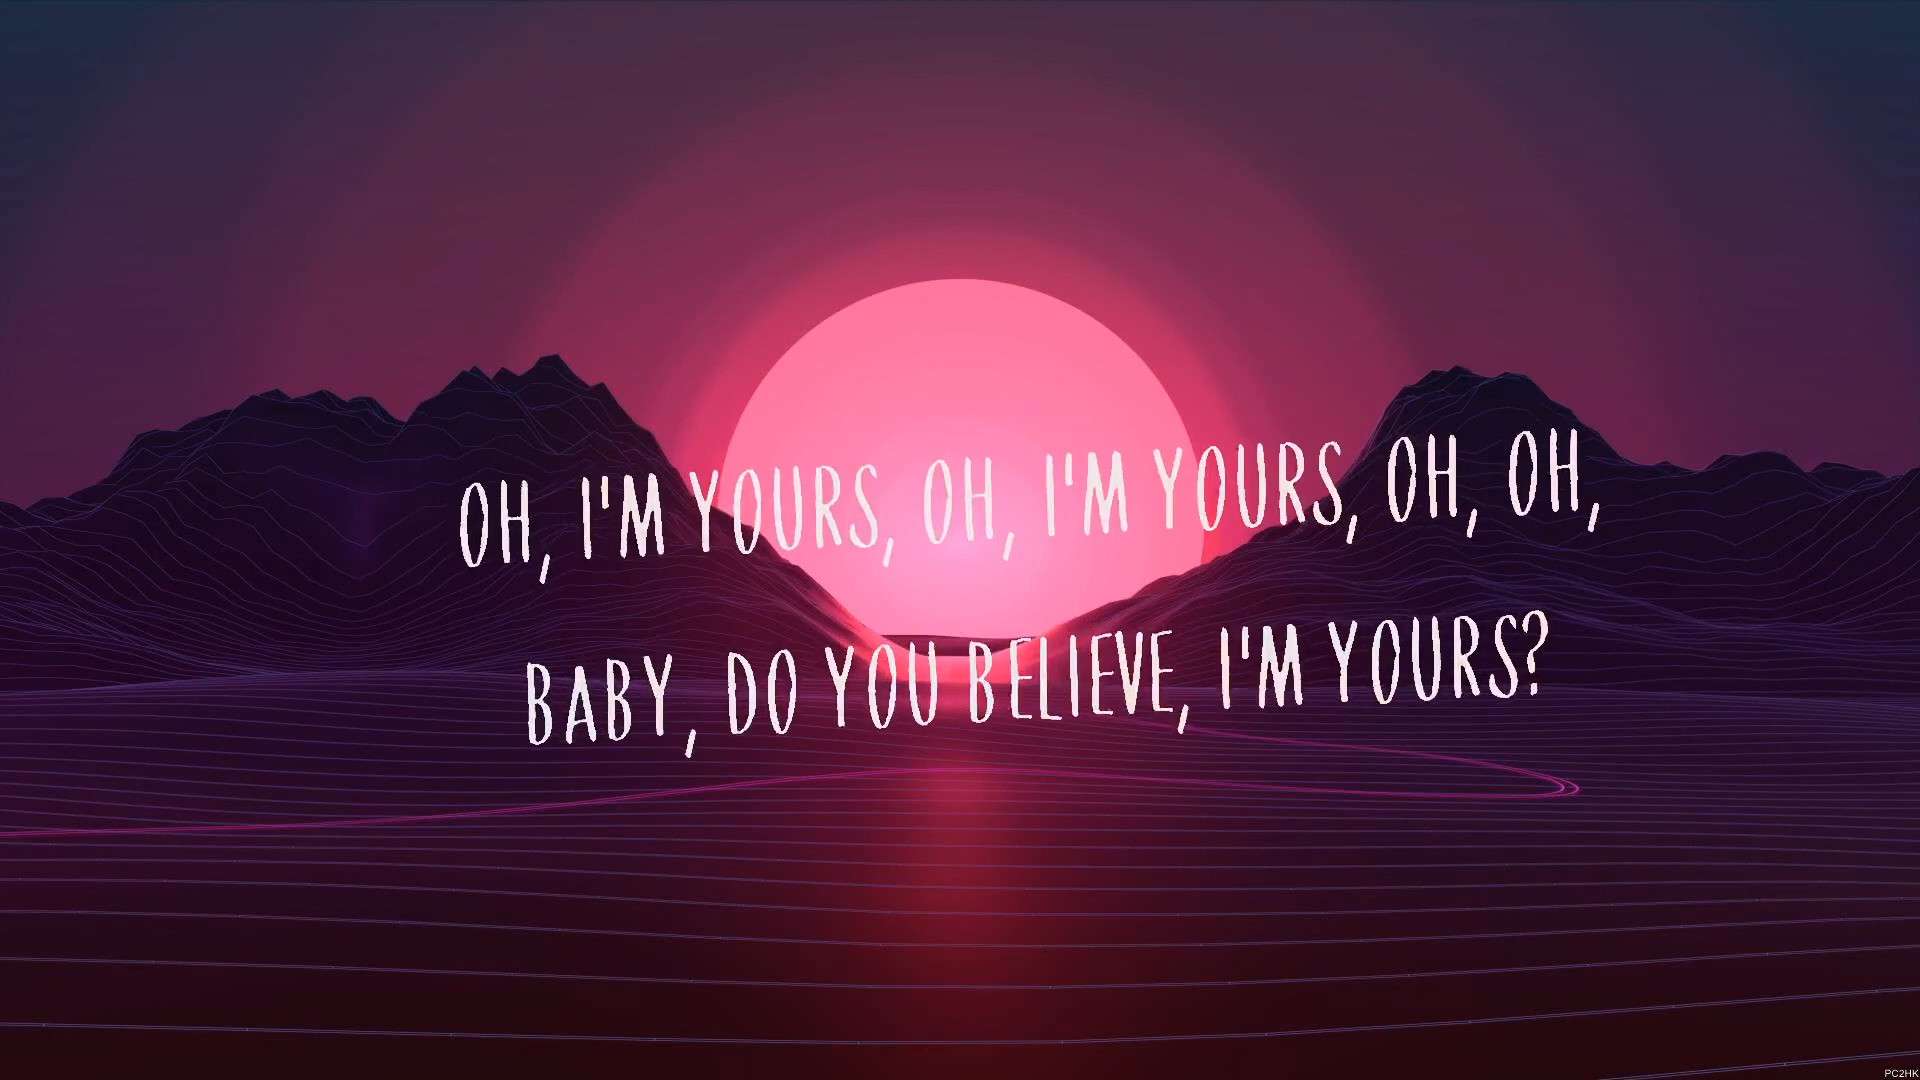 OH, I'M YOURS, OH, I'M YOURS, OH, OH,
BABY, DO YOU BELIEVE, I'M YOURS?
PC2HK